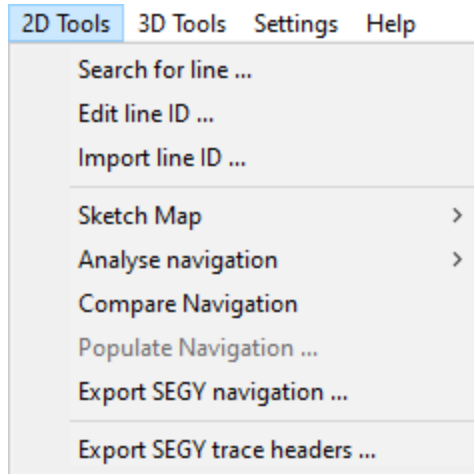 2D Tools 3D Tools Settings Help
Search for line ...
Edit line ID ...
Import line ID ...
Sketch Map
Analyse navigation
Compare Navigation
Populate Navigation ...
Export SEGY navigation ...
Export SEGY trace headers ...